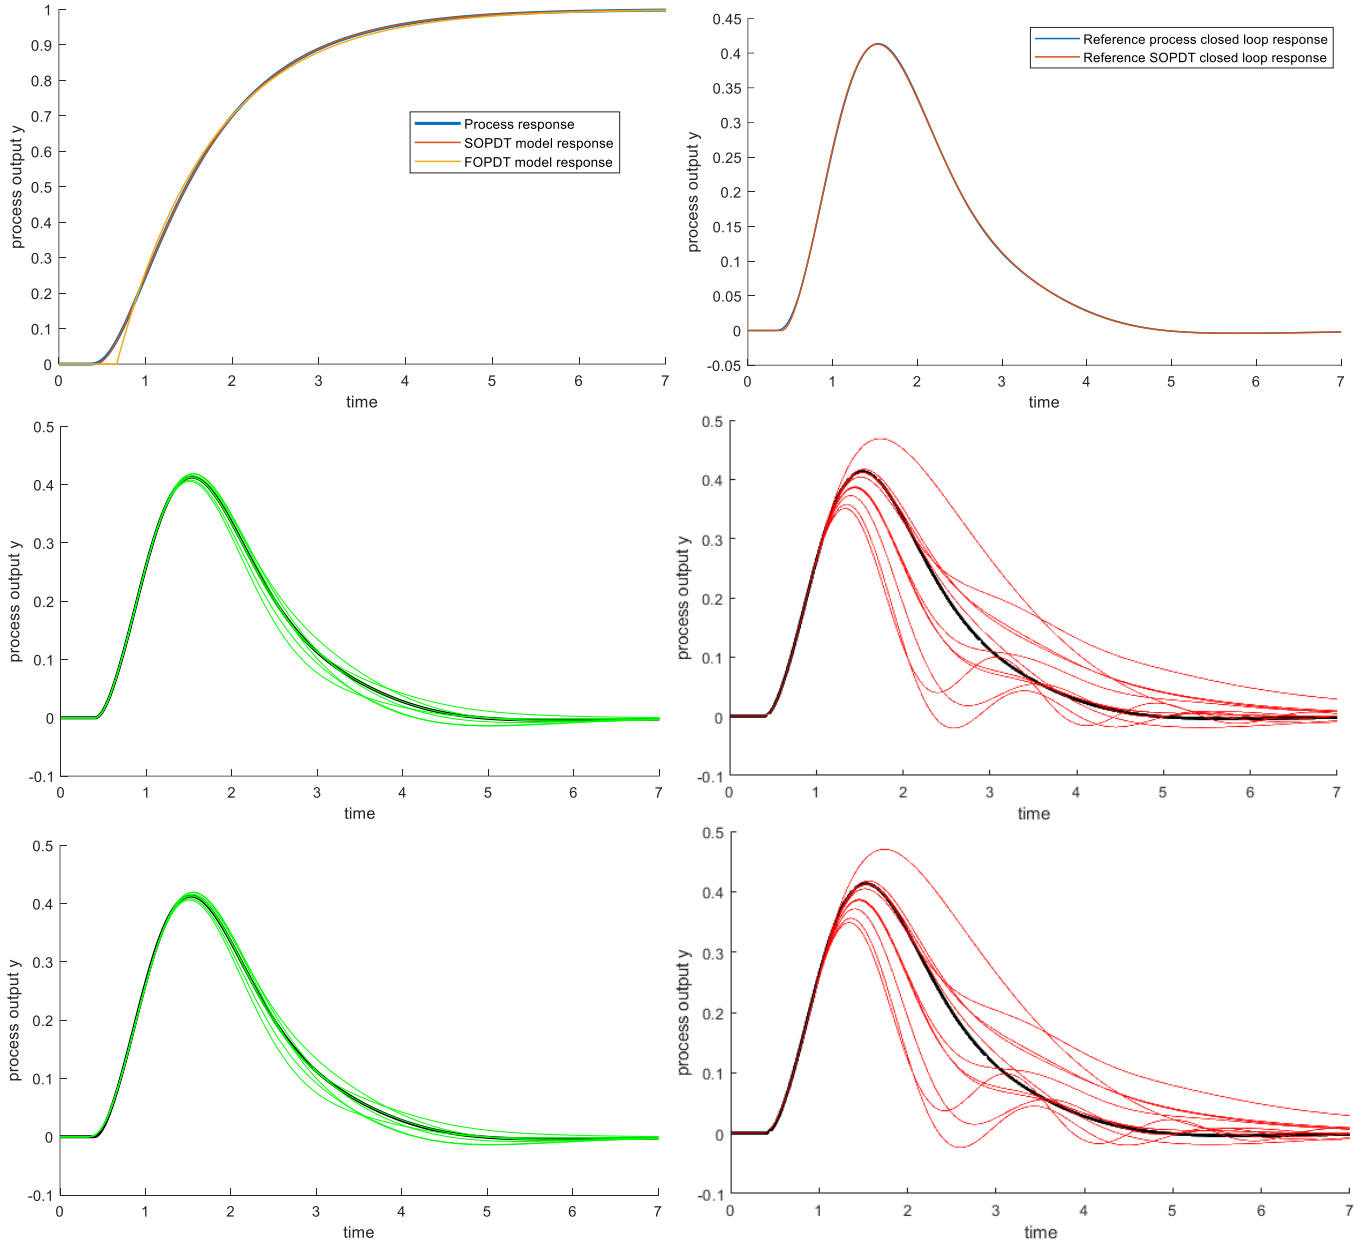 1
0.9
0.8
0.7
0.6
0.5
0.4
0.3
0.2
0.1
0
process output y
Process response
SOPDT model response
FOPDT model response
0 1 2 3 4 5 6 7
time
0.45
0.4
0.35
0.3
0.25
0.2
0.15
0.1
0.05
0
-0.05
process output y
Reference process closed loop response
Reference SOPDT closed loop response
0 1 2 3 4 5 6 7
time
0.5
0.4
0.3
0.2
0.1
0
-0.1
process output y
0 1 2 3 4 5 6 7
time
0.5
0.4
0.3
0.2
0.1
0
-0.1
process output y
0 1 2 3 4 5 6 7
time
0.5
0.4
0.3
0.2
0.1
0
-0.1
process output y
0 1 2 3 4 5 6 7
time
0.5
0.4
0.3
0.2
0.1
0
-0.1
process output y
0 1 2 3 4 5 6 7
time